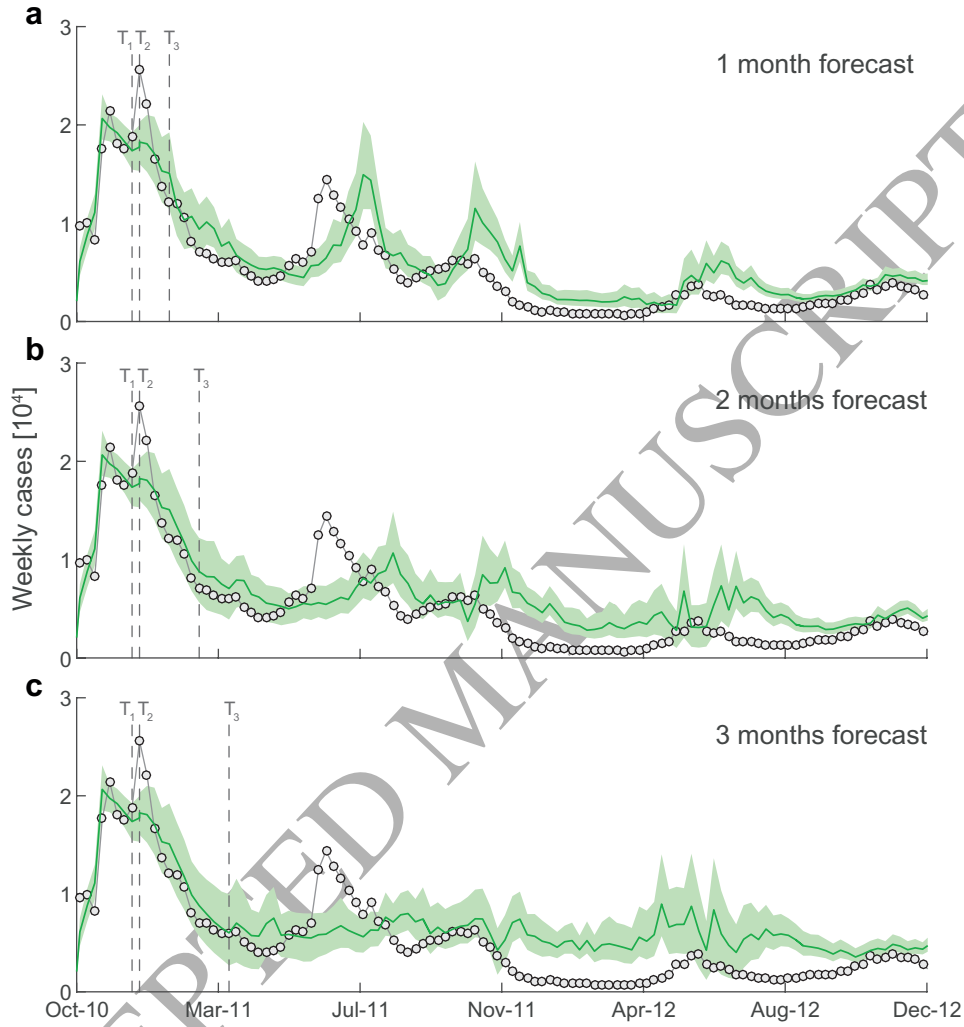 a
3
T1 T2 T3
1 month forecast
2
1
0
b
3
T1 T2 T3
2 months forecast
2
1
0
Weekly cases [10⁴]
c
3
T1 T2 T3
3 months forecast
2
1
0
Oct-10 Mar-11 Jul-11 Nov-11 Apr-12 Aug-12 Dec-12
EPTED MANUSCRIPT